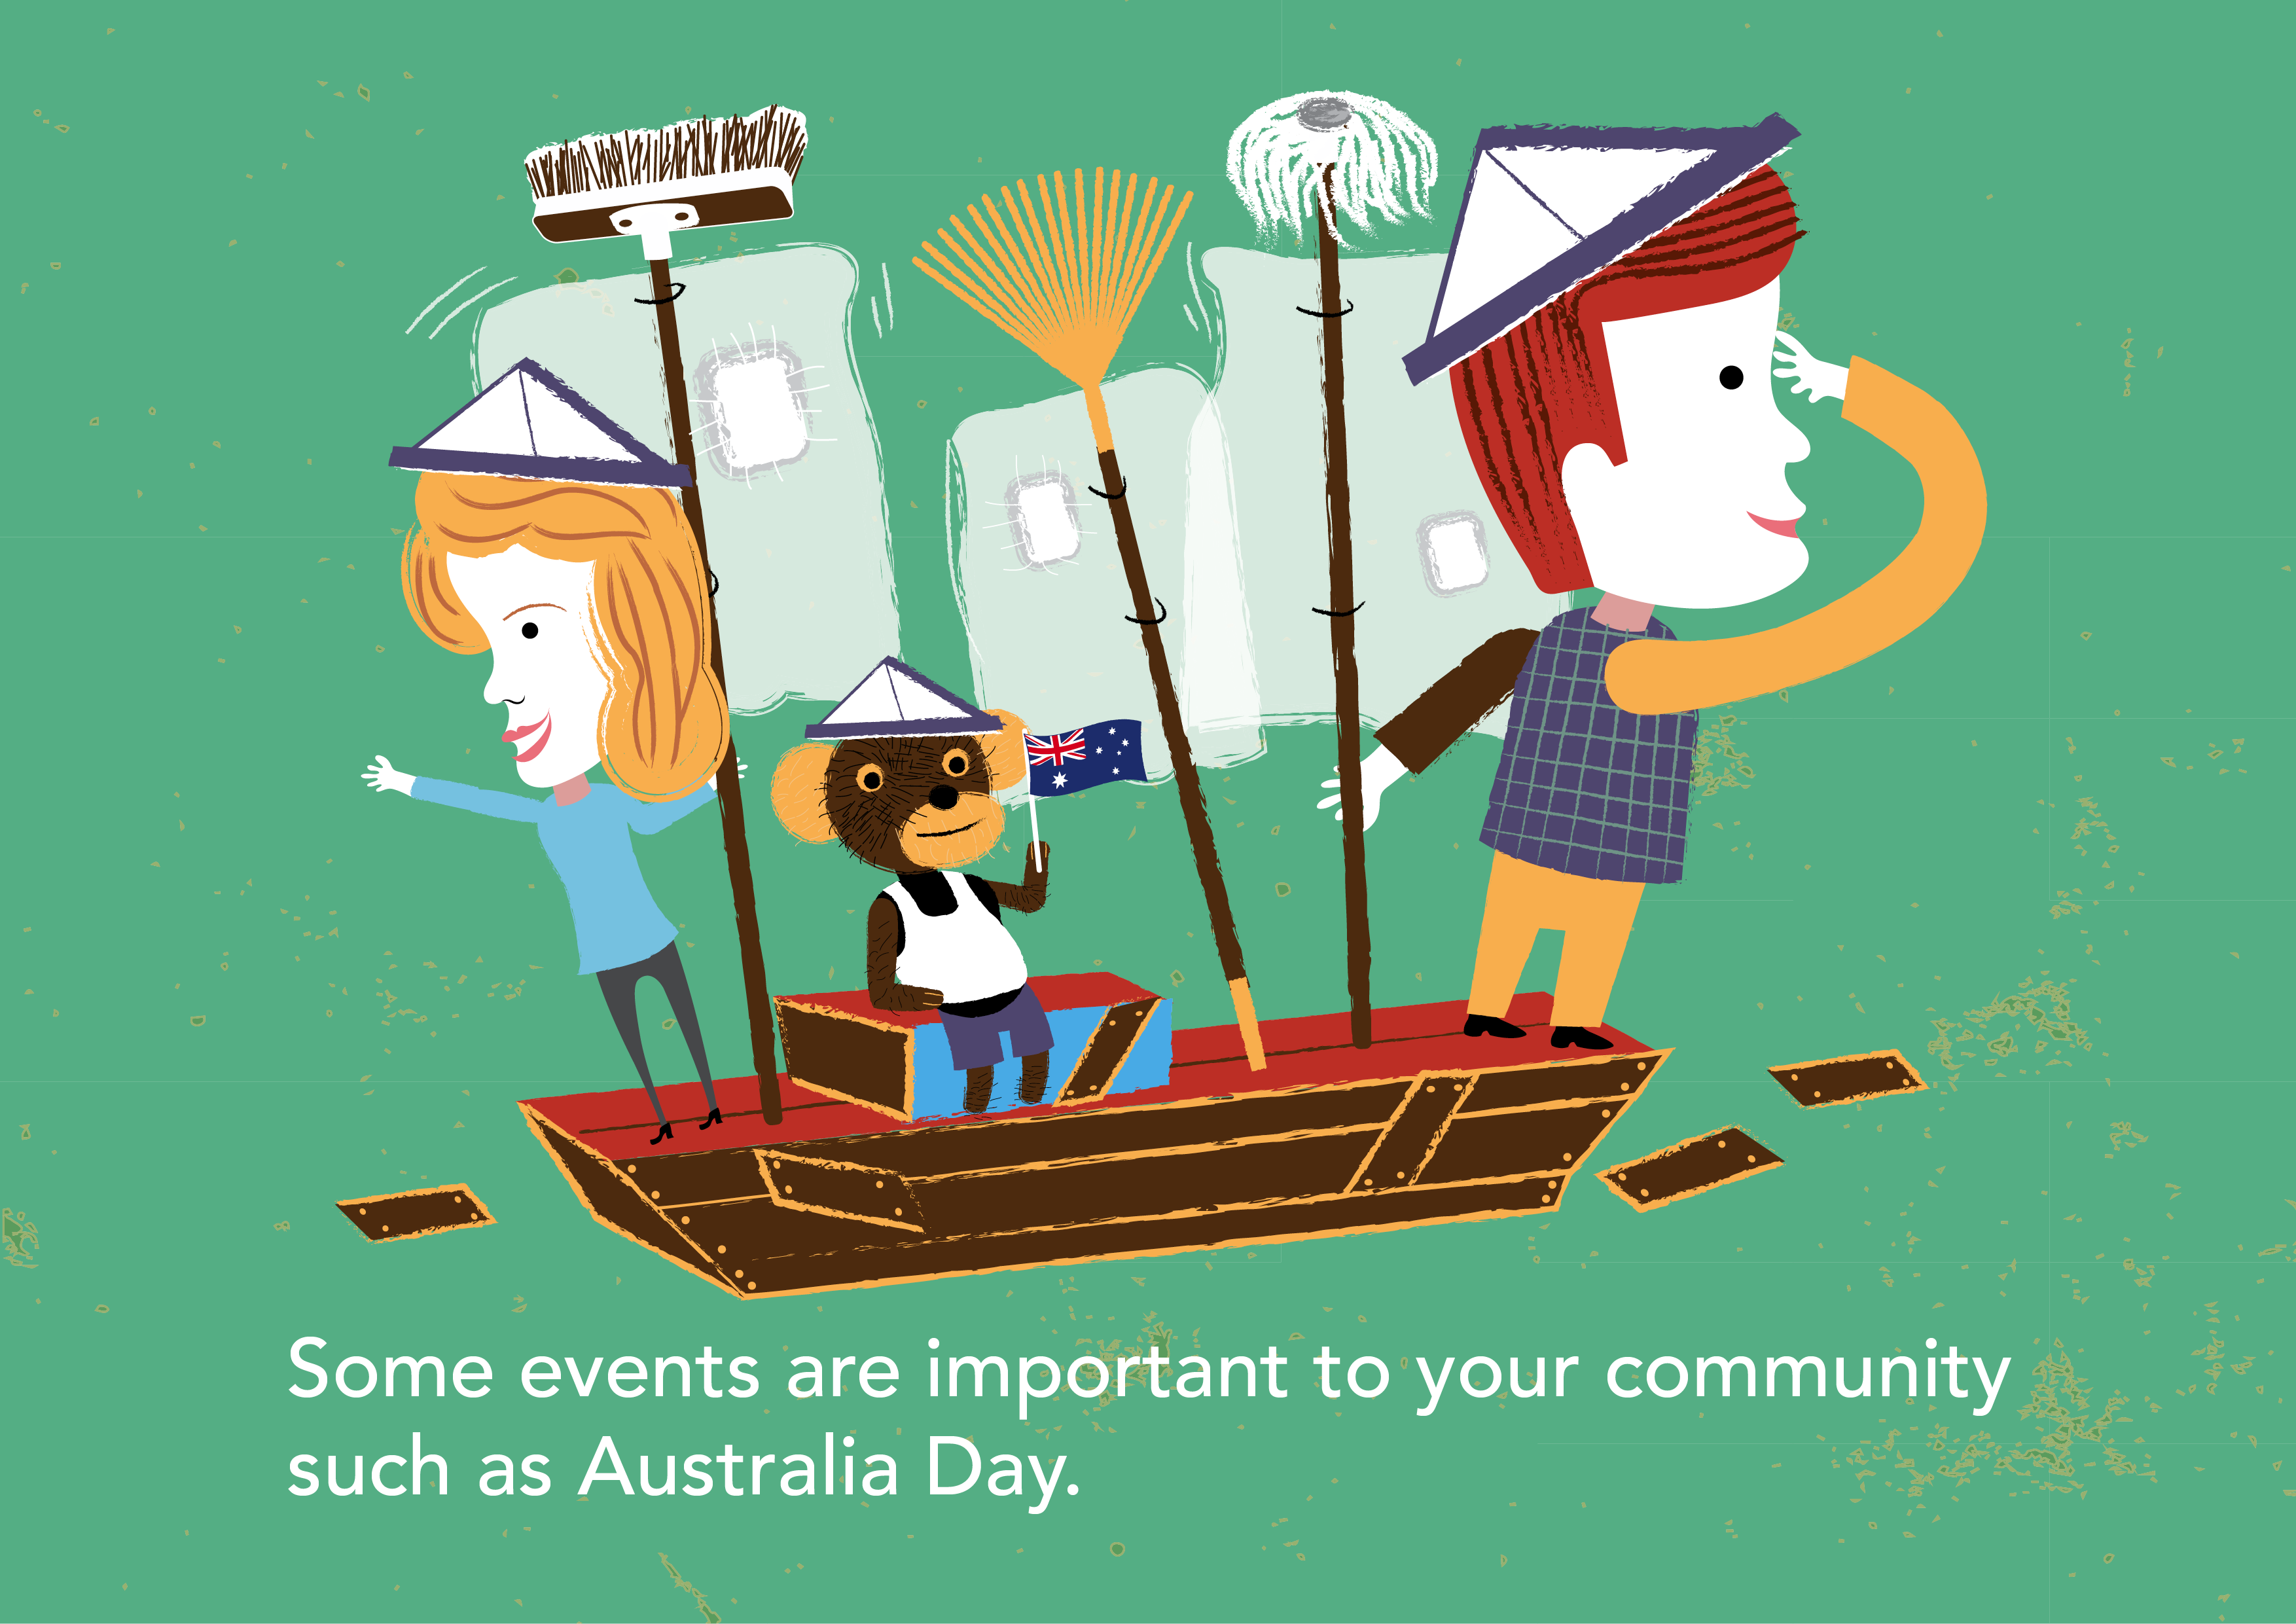 Some events are important to your community
such as Australia Day.